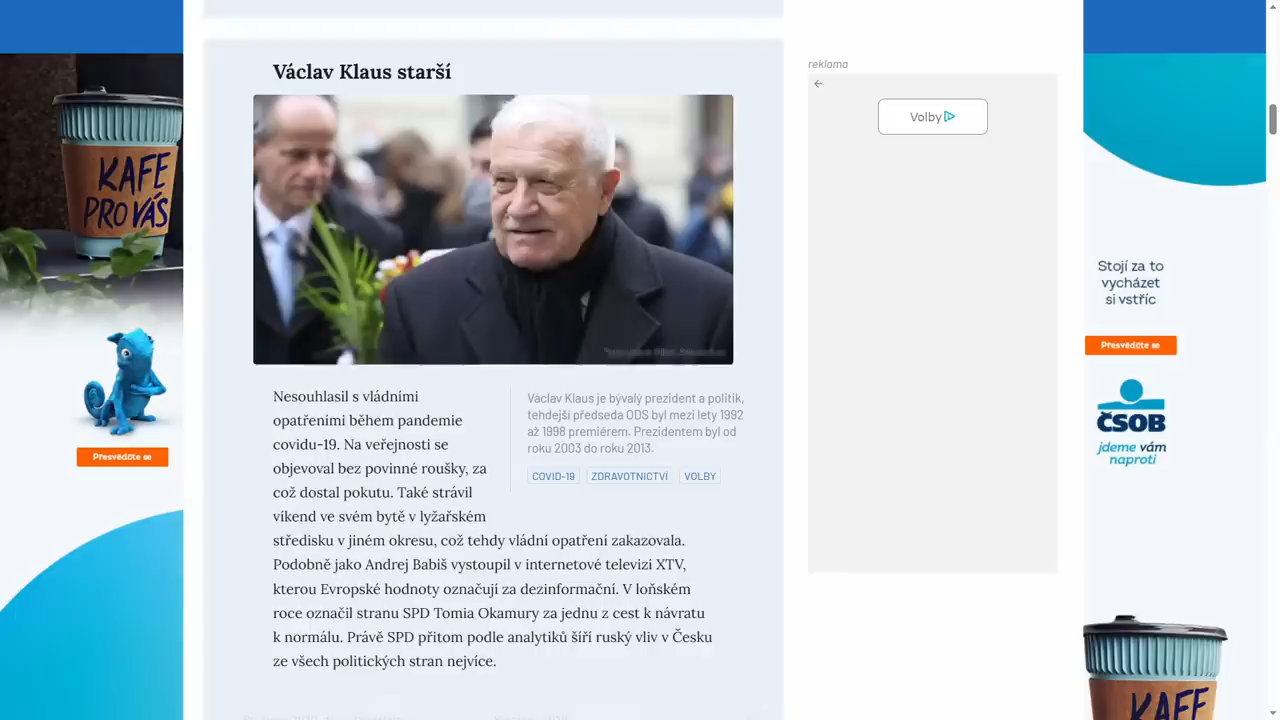 Václav Klaus starší
Nesouhlasil s vládními
opatřeními během pandemie
covidu-19. Na veřejnosti se
objevoval bez povinné roušky, za
což dostal pokutu. Také strávil
víkend ve svém bytě v lyžařském
středisku v jiném okresu, což tehdy vládní opatření zakazovala.
Podobně jako Andrej Babiš vystoupil v internetové televizi XTV,
kterou Evropské hodnoty označují za dezinformační. V loňském
roce označil stranu SPD Tomia Okamury za jednu z cest k návratu
k normálu. Právě SPD přitom podle analytiků šíří ruský vliv v Česku
ze všech politických stran nejvíce.
Václav Klaus je bývalý prezident a politik,
tehdejší předseda ODS byl mezi lety 1992
až 1998 premiérem. Prezidentem byl od
roku 2003 do roku 2013.
COVID-19 ZDRAVOTNICTVÍ VOLBY
reklama
Volby
KAFE
PRO VÁS
Přesvědčte se
Stojí za to
vycházet
si vstříc
Přesvědčte se
ČSOB
jdeme vám
naproti
KAFE